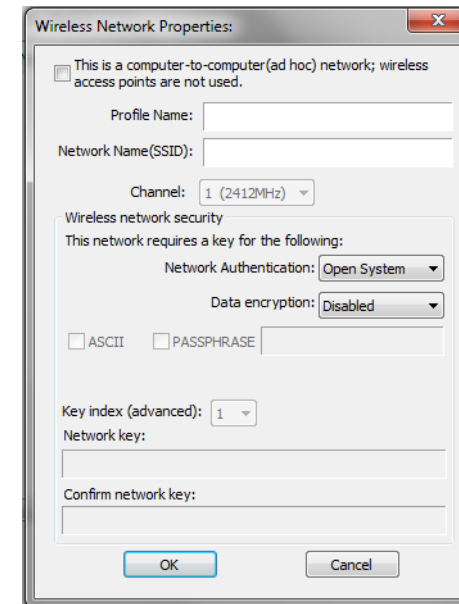 Wireless Network Properties:
This is a computer-to-computer(ad hoc) network; wireless
access points are not used.
Profile Name:
Network Name(SSID):
Channel: 1 (2412MHz)
Wireless network security
This network requires a key for the following:
Network Authentication: Open System
Data encryption: Disabled
ASCII PASSPHRASE
Key index (advanced): 1
Network key:
Confirm network key:
OK Cancel